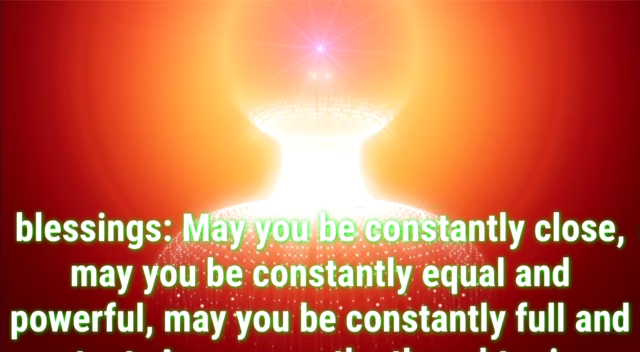 blessings: May you be constantly close,
may you be constantly equal and
powerful, may you be constantly full and